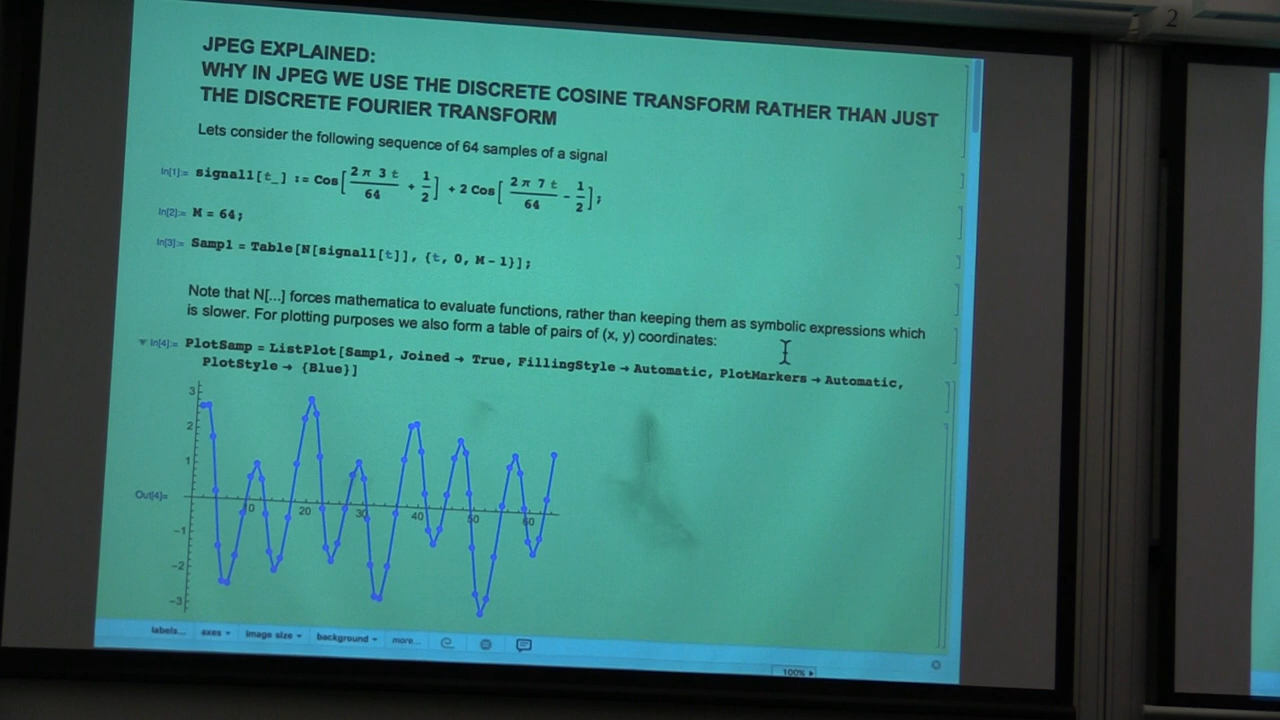 2
JPEG EXPLAINED:
WHY IN JPEG WE USE THE DISCRETE COSINE TRANSFORM RATHER THAN JUST
THE DISCRETE FOURIER TRANSFORM
Lets consider the following sequence of 64 samples of a signal
In[1]:= signal1[t_] := Cos[2 π 3 t/64 + 1/2] + 2 Cos[2 π 7 t/64 - 1/2];
In[2]:= M = 64;
In[3]:= Samp1 = Table[N[signal1[t]], {t, 0, M - 1}];
Note that N[...] forces mathematica to evaluate functions, rather than keeping them as symbolic expressions which
is slower. For plotting purposes we also form a table of pairs of (x, y) coordinates:
In[4]:= PlotSamp = ListPlot[Samp1, Joined → True, FillingStyle → Automatic, PlotMarkers → Automatic,
PlotStyle → {Blue}]
3
2
1
Out[4]=
10 20 30 40 50 60
-1
-2
-3
labels... axes image size background more...
100%